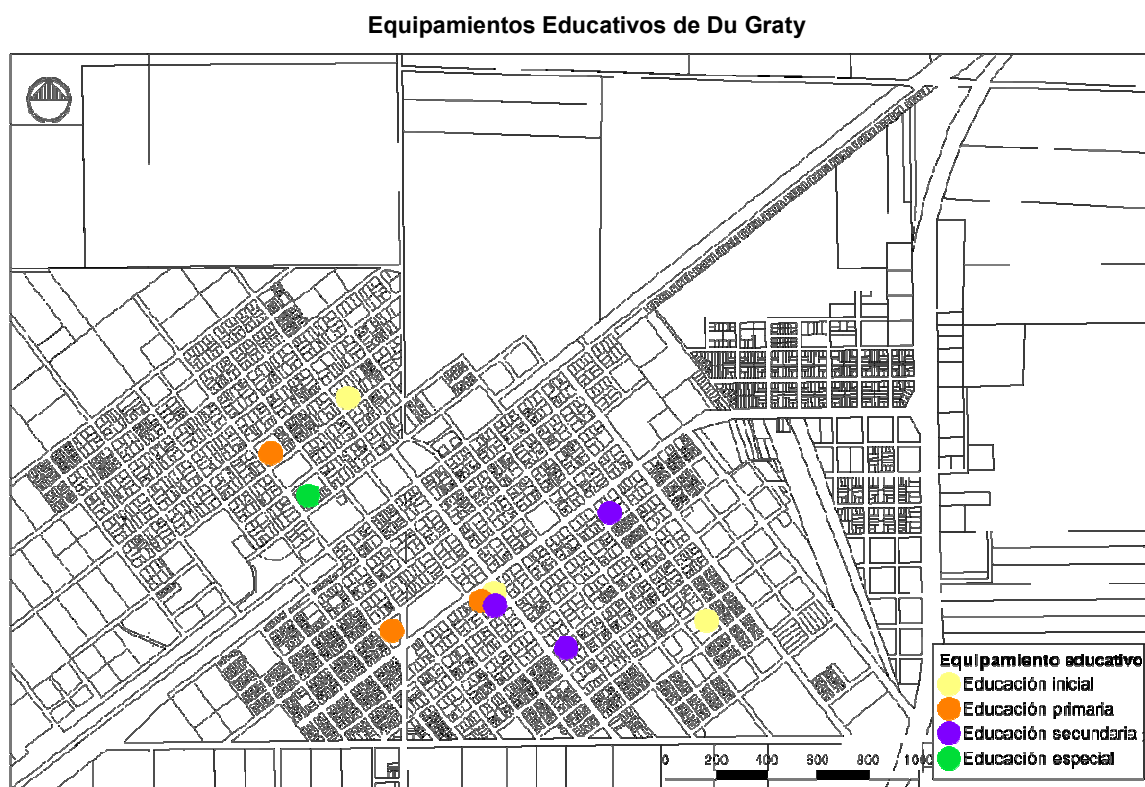 Equipamientos Educativos de Du Graty
Equipamiento educativo
Educación inicial
Educación primaria
Educación secundaria
Educación especial
0 200 400 600 800 1000